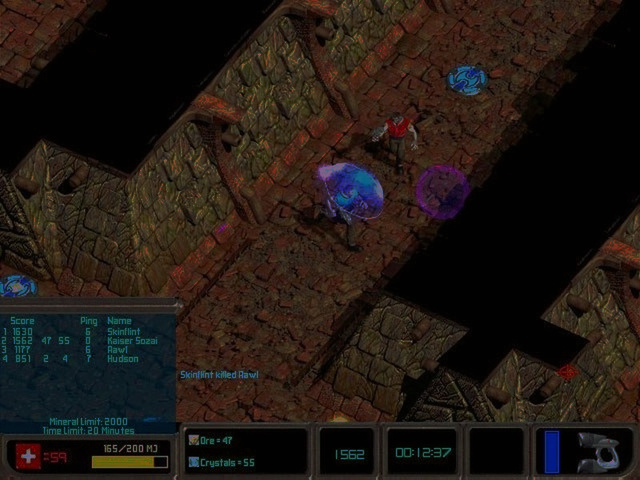 Score Ping Name
1 1630 6 Skinflint
2 1562 47 55 0 Kaiser Sozai
3 1177 6 Rawl
4 851 2 4 7 Hudson
Skinflint killed Rawl
Mineral Limit: 2000
Time Limit: 20 Minutes
165/200 MJ
:59
Ore = 47
Crystals = 55
1562
00:12:37